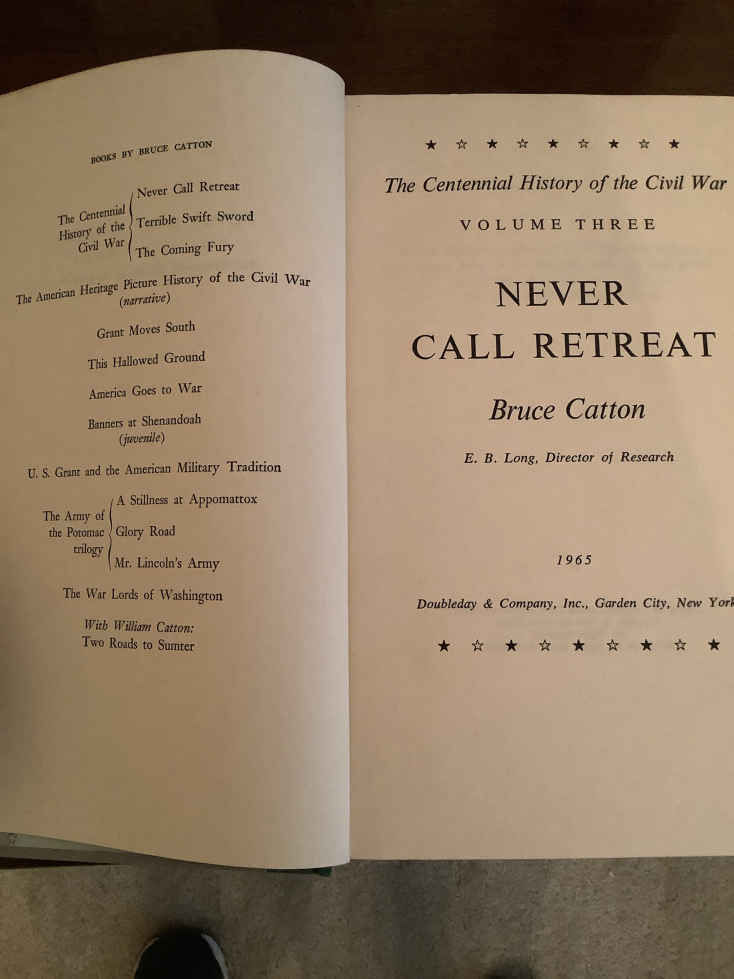 BOOKS BY BRUCE CATTON
The Centennial
History of the
Civil War
Never Call Retreat
Terrible Swift Sword
The Coming Fury
The American Heritage Picture History of the Civil War
(narrative)
Grant Moves South
This Hallowed Ground
America Goes to War
Banners at Shenandoah
(juvenile)
U. S. Grant and the American Military Tradition
The Army of
the Potomac
trilogy
A Stillness at Appomattox
Glory Road
Mr. Lincoln's Army
The War Lords of Washington
With William Catton:
Two Roads to Sumter
The Centennial History of the Civil War
VOLUME THREE
NEVER
CALL RETREAT
Bruce Catton
E. B. Long, Director of Research
1965
Doubleday & Company, Inc., Garden City, New York